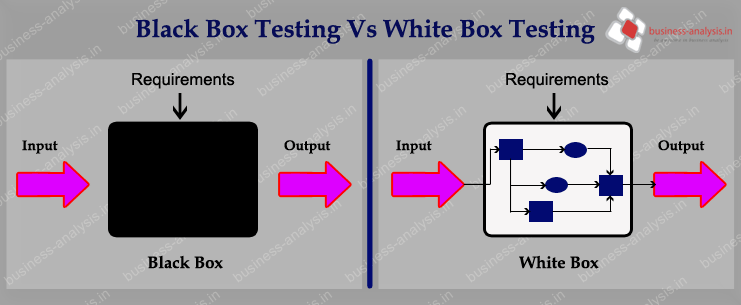 Black Box Testing Vs White Box Testing
business-analysis.in
Requirements
Input
Output
Black Box
Requirements
Input
Output
White Box